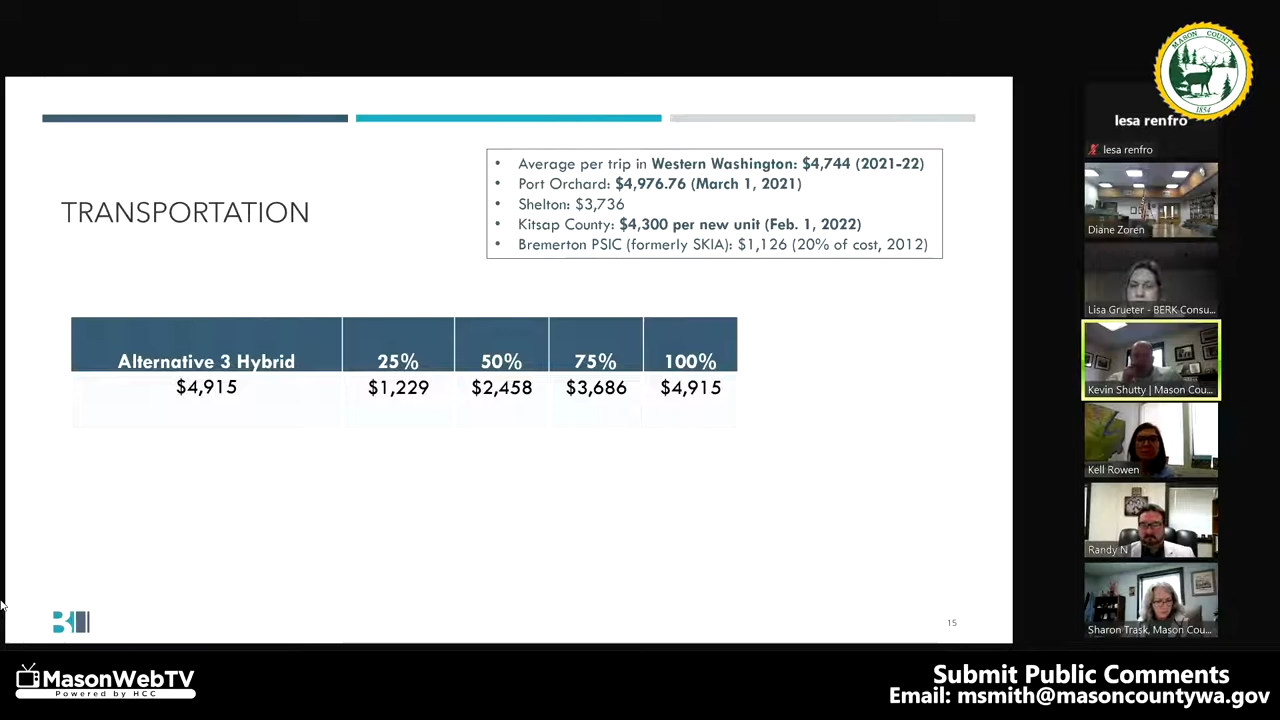 MASON COUNTY
1854
lesa renfro
lesa renfro
• Average per trip in Western Washington: $4,744 (2021-22)
• Port Orchard: $4,976.76 (March 1, 2021)
• Shelton: $3,736
• Kitsap County: $4,300 per new unit (Feb. 1, 2022)
• Bremerton PSIC (formerly SKIA): $1,126 (20% of cost, 2012)
TRANSPORTATION
Alternative 3 Hybrid 25% 50% 75% 100%
$4,915 $1,229 $2,458 $3,686 $4,915
15
Diane Zoren
Lisa Grueter - BERK Consu...
Kevin Shutty | Mason Cou...
Kell Rowen
Randy N
Sharon Trask, Mason Cou...
MasonWebTV
Powered by HCC
Submit Public Comments
Email: msmith@masoncountywa.gov